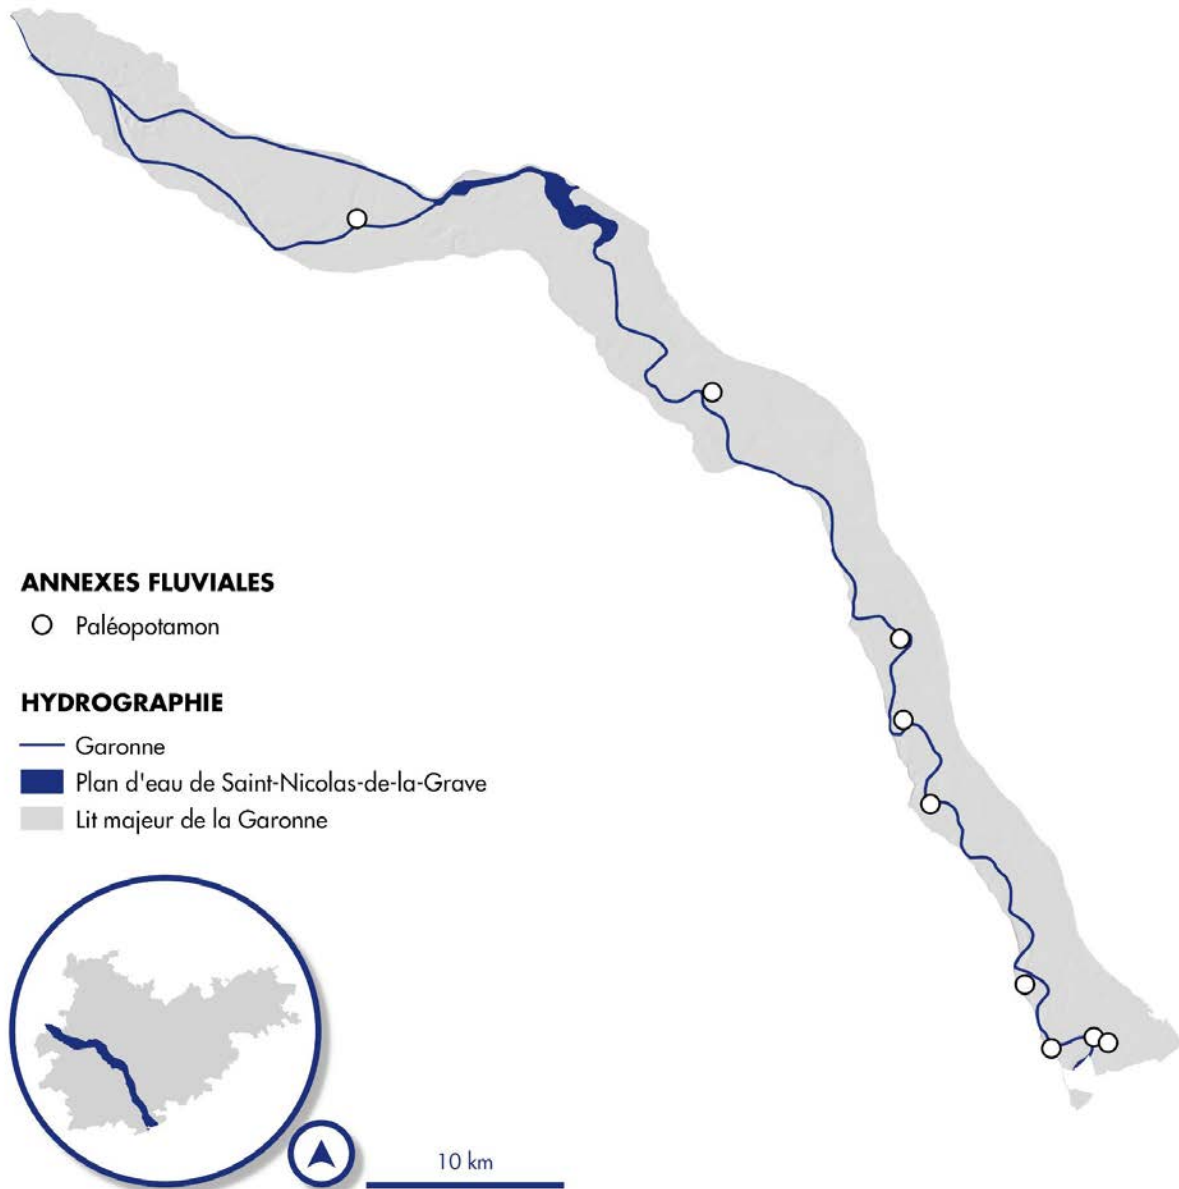 ANNEXES FLUVIALES
Paléopotamon
HYDROGRAPHIE
Garonne
Plan d'eau de Saint-Nicolas-de-la-Grave
Lit majeur de la Garonne
10 km